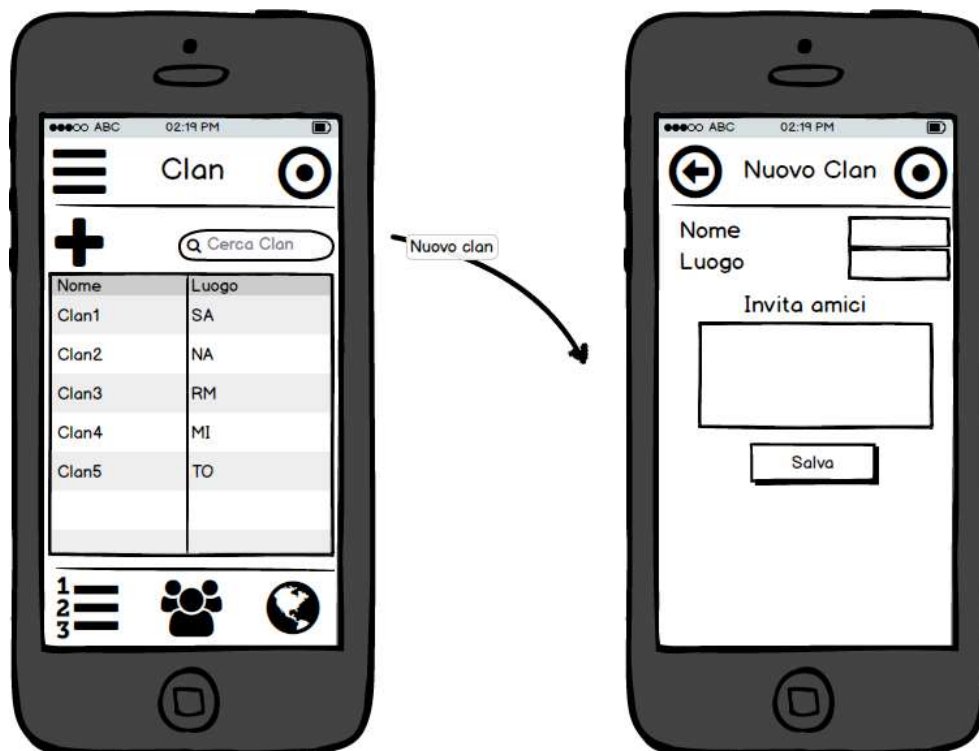 ABC 02:19 PM
Clan
Cerca Clan
Nome Luogo
Clan1 SA
Clan2 NA
Clan3 RM
Clan4 MI
Clan5 TO
1
2
3
Nuovo clan
ABC 02:19 PM
Nuovo Clan
Nome
Luogo
Invita amici
Salva